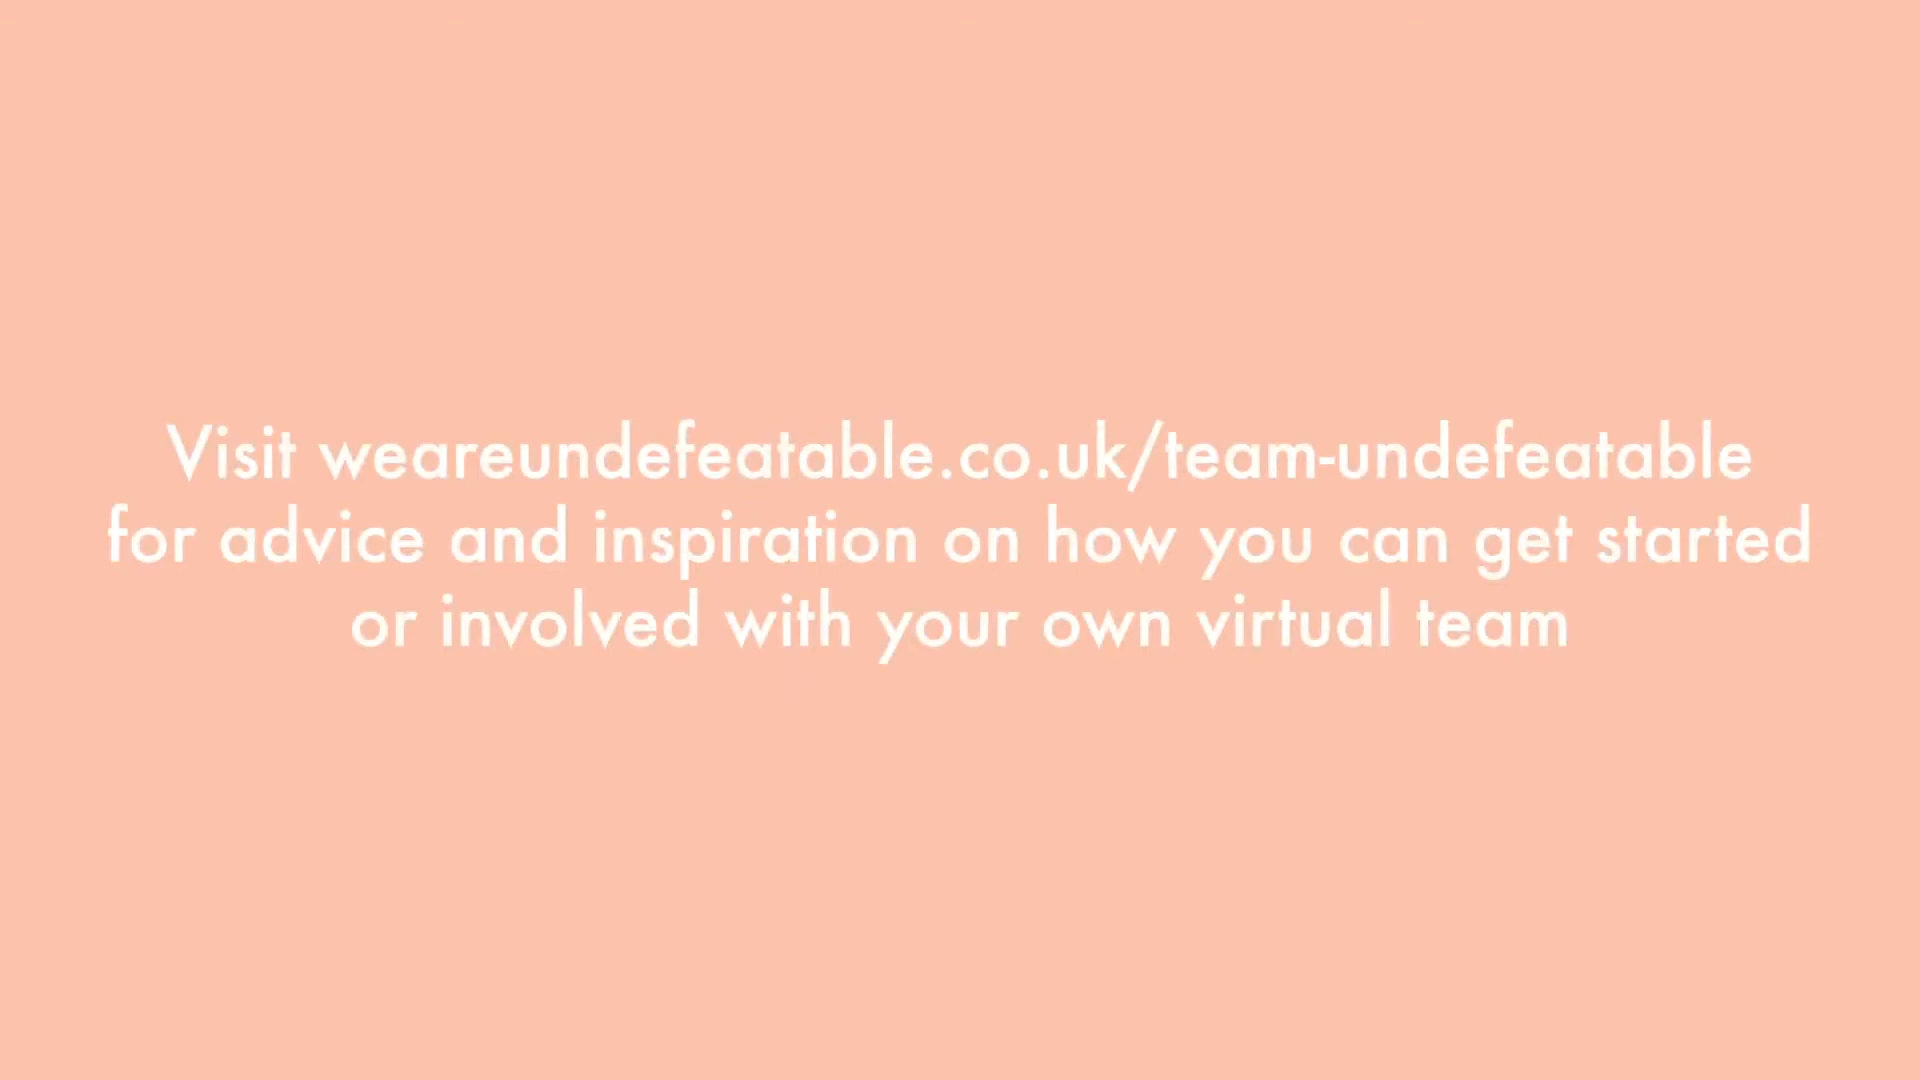 Visit weareundefeatable.co.uk/team-undefeatable
for advice and inspiration on how you can get started
or involved with your own virtual team